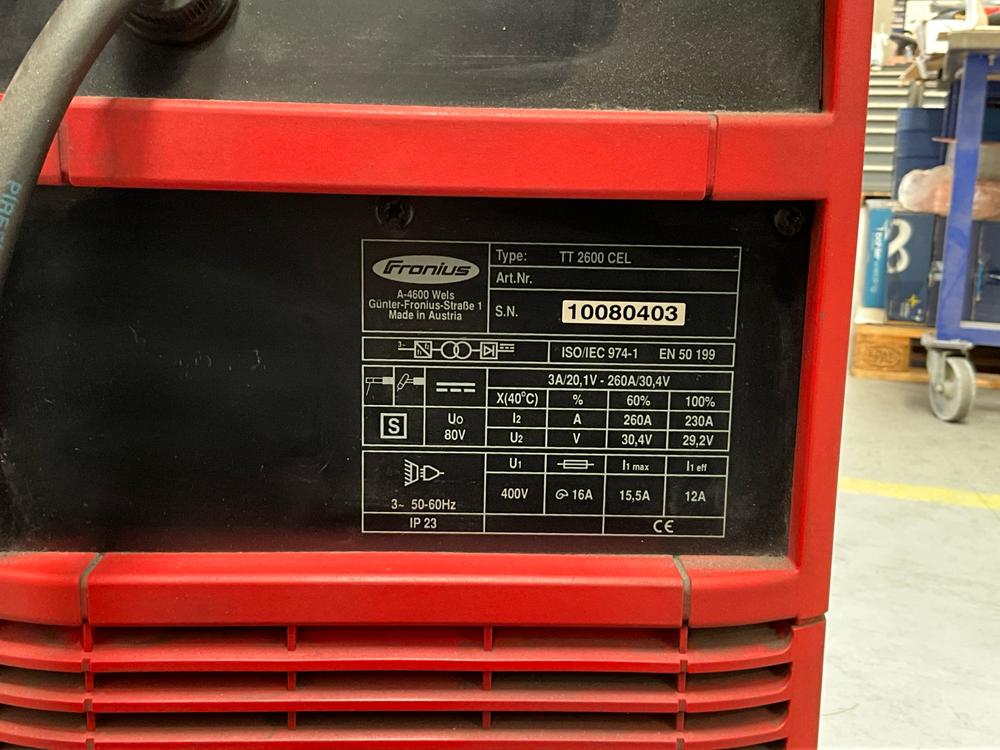 Fronius
A-4600 Wels
Günter-Fronius-Straße 1
Made in Austria
Type: TT 2600 CEL
Art.Nr.
S.N. 10080403
3~
ISO/IEC 974-1 EN 50 199
3A/20,1V - 260A/30,4V
X(40°C) % 60% 100%
S
Uo
80V
I2 A 260A 230A
U2 V 30,4V 29,2V
U1 I1 max I1 eff
400V 16A 15,5A 12A
3~ 50-60Hz
IP 23
CE
8